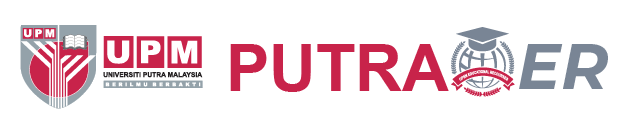 UPM
UPM
UNIVERSITI PUTRA MALAYSIA
BERILMU BERBAKTI
PUTRA
ER